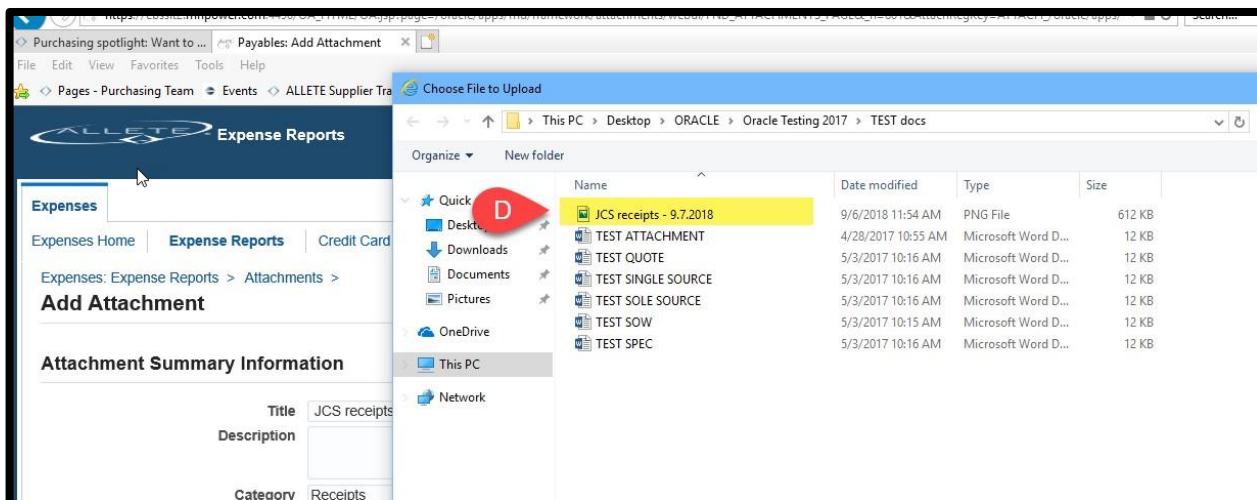 Purchasing spotlight: Want to ... Payables: Add Attachment
File Edit View Favorites Tools Help
Pages - Purchasing Team Events ALLETE Supplier Tra
Choose File to Upload
This PC > Desktop > ORACLE > Oracle Testing 2017 > TEST docs
ALLETE Expense Reports
Organize New folder
Name Date modified Type Size
Expenses
Quick
D
JCS receipts - 9.7.2018 9/6/2018 11:54 AM PNG File 612 KB
TEST ATTACHMENT 4/28/2017 10:55 AM Microsoft Word D... 12 KB
TEST QUOTE 5/3/2017 10:16 AM Microsoft Word D... 12 KB
TEST SINGLE SOURCE 5/3/2017 10:16 AM Microsoft Word D... 12 KB
TEST SOLE SOURCE 5/3/2017 10:16 AM Microsoft Word D... 12 KB
TEST SOW 5/3/2017 10:15 AM Microsoft Word D... 12 KB
TEST SPEC 5/3/2017 10:16 AM Microsoft Word D... 12 KB
Downloads
Documents
Pictures
OneDrive
This PC
Network
Expenses Home Expense Reports Credit Card
Expenses: Expense Reports > Attachments >
Add Attachment
Attachment Summary Information
Title JCS receipts
Description
Category Receipts